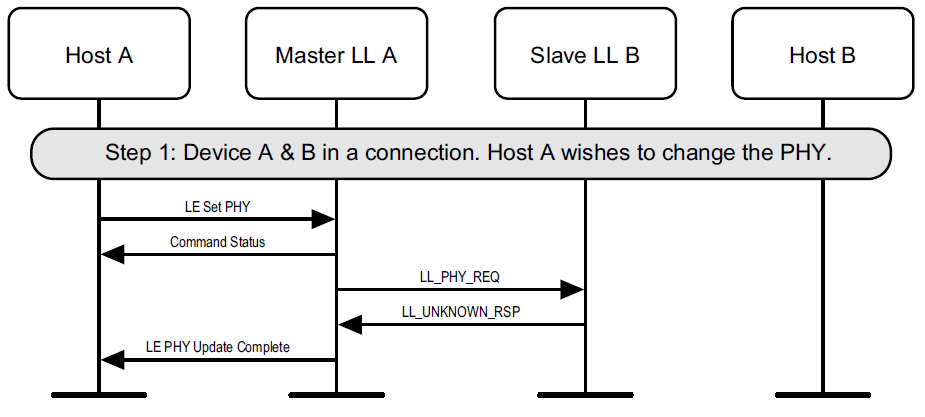 Host A
Master LL A
Slave LL B
Host B
Step 1: Device A & B in a connection. Host A wishes to change the PHY.
LE Set PHY
Command Status
LL_PHY_REQ
LL_UNKNOWN_RSP
LE PHY Update Complete